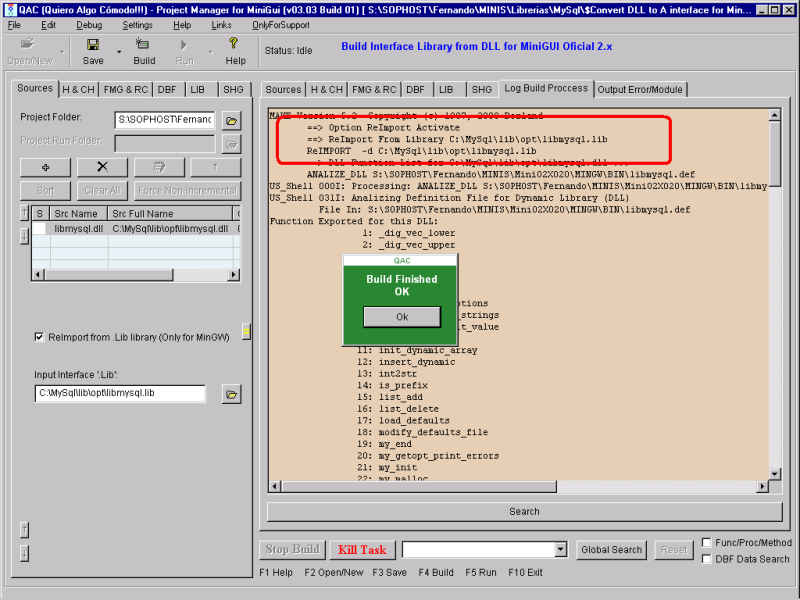 QAC (Quiero Algo Cómodo!!!) - Project Manager for MiniGui (v03.03 Build 01) [ S:\SOPHOST\Fernando\MINIS\Librerias\MySql\$Convert DLL to A interface for Min...
File Edit Debug Settings Help Links OnlyForSupport
Open/New Save Build Run Help Status: Idle Build Interface Library from DLL for MiniGUI Oficial 2.x
Sources H & CH FMG & RC DBF LIB SHG
Sources H & CH FMG & RC DBF LIB SHG Log Build Proccess Output Error/Module
Project Folder: S:\SOPHOST\Fernanc
Project Run Folder:
Sort Clear All Force Non-Incremental
S Src Name Src Full Name
libmysql.dll C:\MySql\lib\opt\libmysql.dll
ReImport from .Lib library (Only for MinGW)
Input Interface '.Lib':
C:\MySql\lib\opt\libmysql.lib
MAKE Version 5.2 Copyright (c) 1987, 2000 Borland
==> Option ReImport Activate
==> ReImport From Library C:\MySql\lib\opt\libmysql.lib
ReIMPORT -d C:\MySql\lib\opt\libmysql.lib
==> DLL Function List for C:\MySql\lib\opt\libmysql.dll ...
ANALIZE_DLL S:\SOPHOST\Fernando\MINIS\Mini02X020\MINGW\BIN\libmysql.def
US_Shell 000I: Processing: ANALIZE_DLL S:\SOPHOST\Fernando\MINIS\Mini02X020\MINGW\BIN\libmy
US_Shell 031I: Analizing Definition File for Dynamic Library (DLL)
File In: S:\SOPHOST\Fernando\MINIS\Mini02X020\MINGW\BIN\libmysql.def
Function Exported for this DLL:
1: _dig_vec_lower
2: _dig_vec_upper
QAC
Build Finished
OK
Ok
ptions
_strings
t_value
11: init_dynamic_array
12: insert_dynamic
13: int2str
14: is_prefix
15: list_add
16: list_delete
17: load_defaults
18: modify_defaults_file
19: my_end
20: my_getopt_print_errors
21: my_init
22: my_malloc
Search
Stop Build Kill Task Global Search Reset Func/Proc/Method
DBF Data Search
F1 Help F2 Open/New F3 Save F4 Build F5 Run F10 Exit